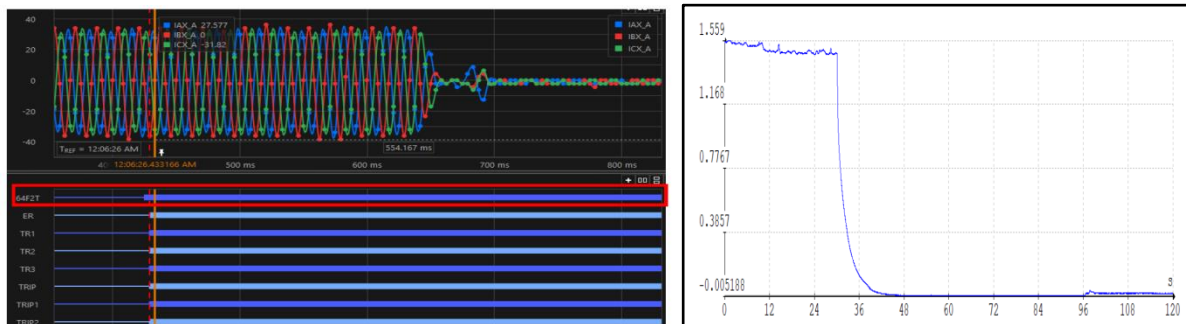 40
IAX_A 27.577
IBX_A 0
ICX_A -31.82
IAX_A
IBX_A
ICX_A
20
0
-20
-40
TREF = 12:06:26 AM
554.167 ms
12:06:26.433166 AM
500 ms
600 ms
700 ms
800 ms
64F2T
ER
TR1
TR2
TR3
TRIP
TRIP1
TRIP2
1.559
1.168
0.7767
0.3857
-0.005188
0 12 24 36 48 60 72 84 96 108 120
s